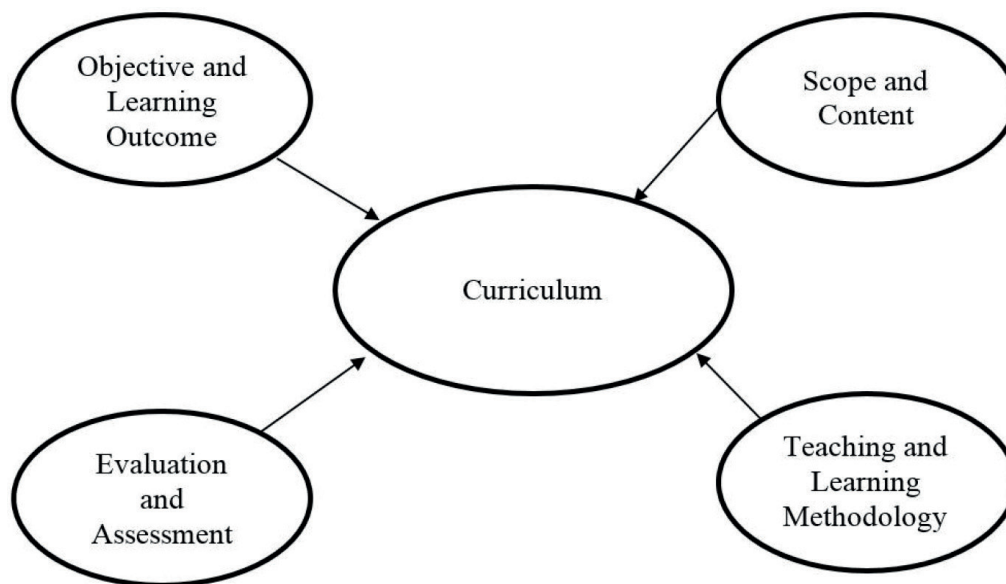 Objective and
Learning
Outcome
Scope and
Content
Curriculum
Evaluation
and
Assessment
Teaching and
Learning
Methodology